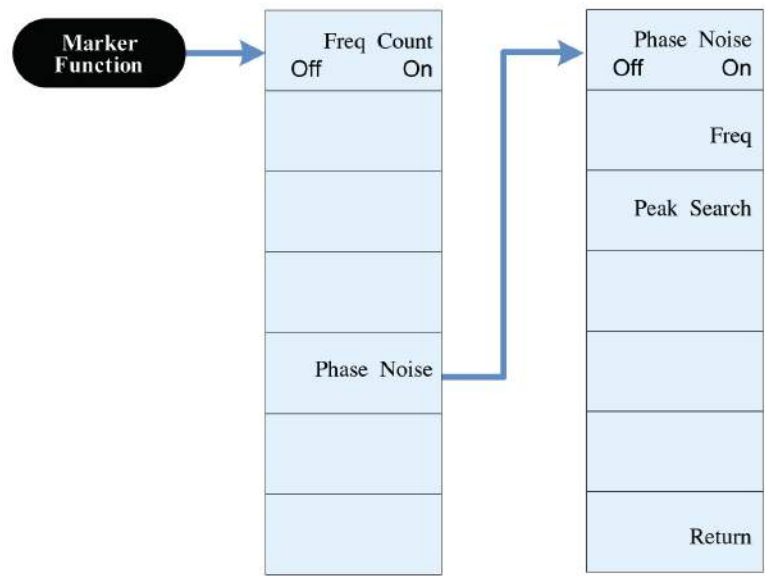 Marker
Function
Freq Count
Off On
Phase Noise
Phase Noise
Off On
Freq
Peak Search
Return